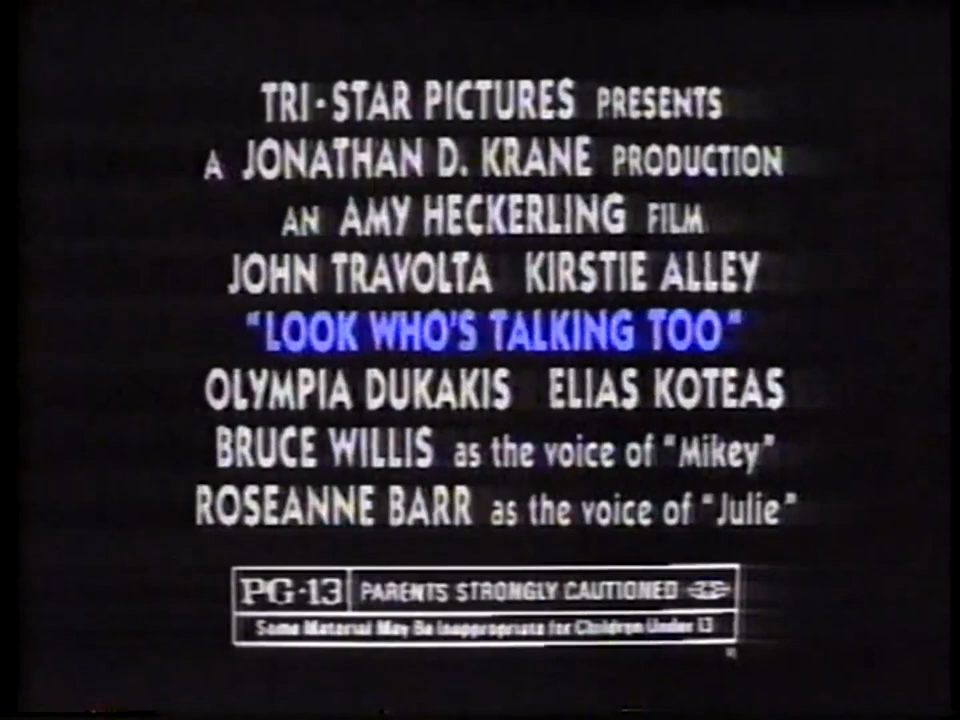 TRI-STAR PICTURES PRESENTS
A JONATHAN D. KRANE PRODUCTION
AN AMY HECKERLING FILM
JOHN TRAVOLTA KIRSTIE ALLEY
"LOOK WHO'S TALKING TOO"
OLYMPIA DUKAKIS ELIAS KOTEAS
BRUCE WILLIS as the voice of "Mikey"
ROSEANNE BARR as the voice of "Julie"
PG-13 PARENTS STRONGLY CAUTIONED
Some Material May Be Inappropriate for Children Under 13